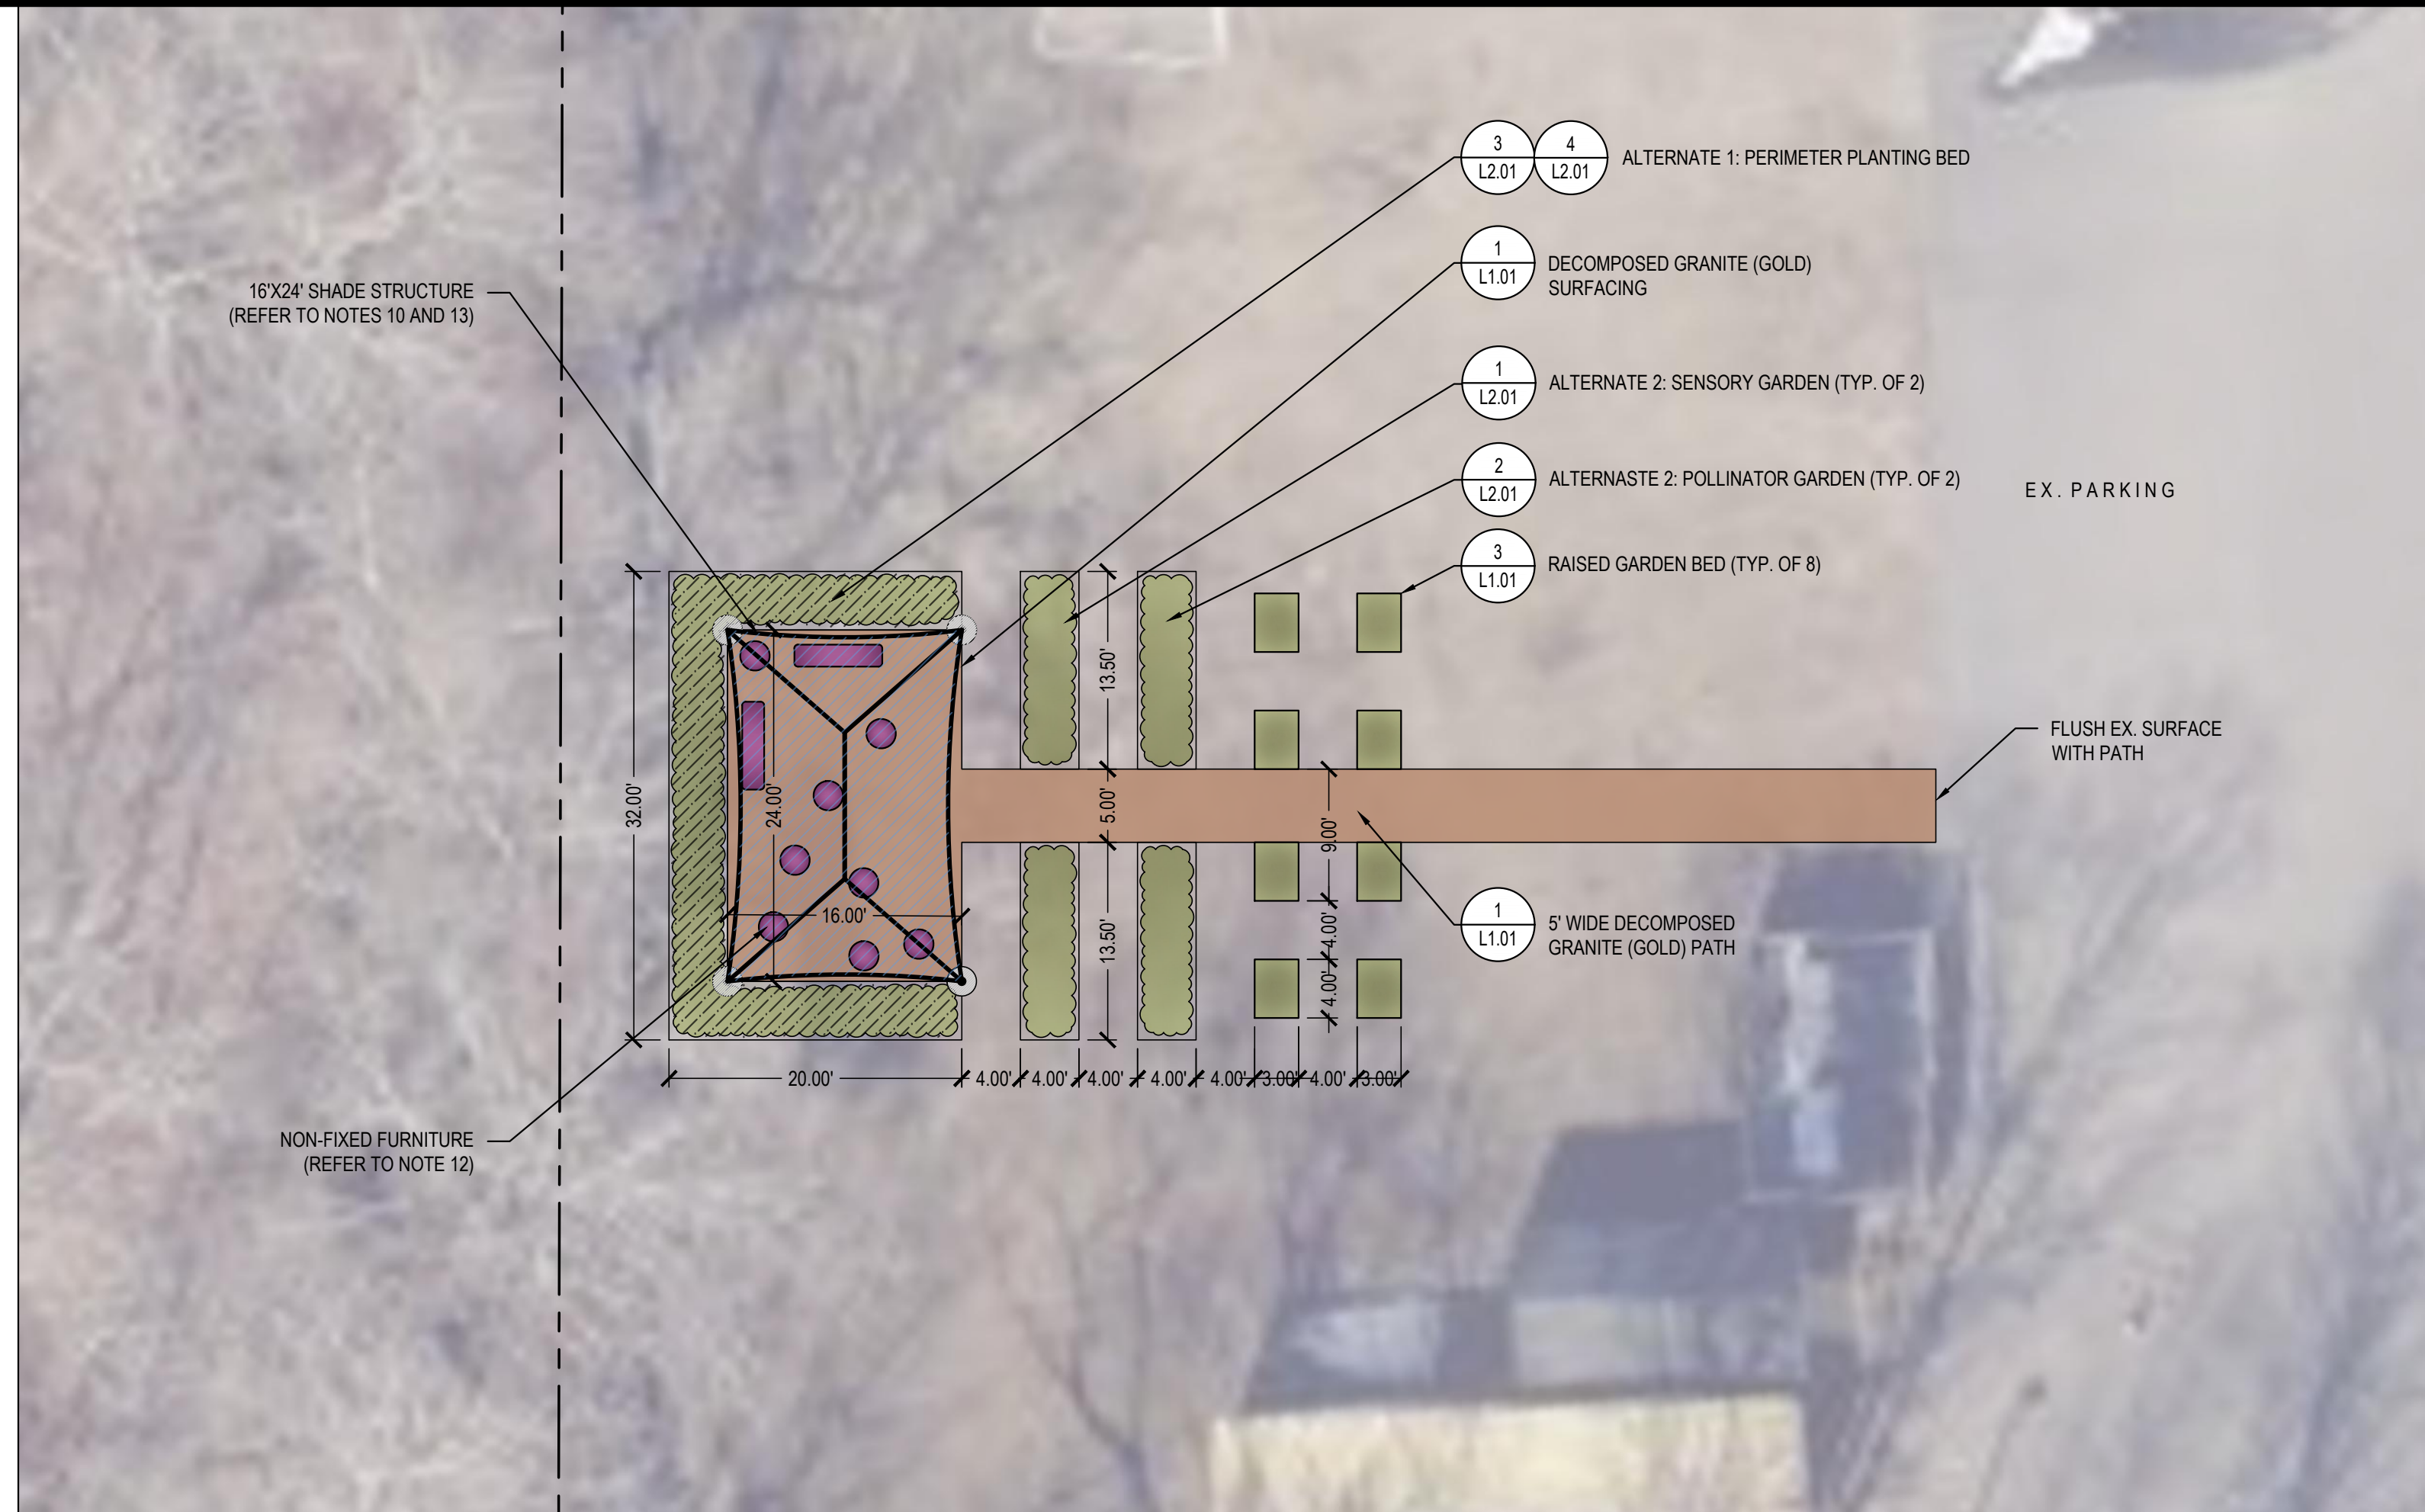 3
L2.01
4
L2.01
ALTERNATE 1: PERIMETER PLANTING BED
1
L1.01
DECOMPOSED GRANITE (GOLD)
SURFACING
16'X24' SHADE STRUCTURE
(REFER TO NOTES 10 AND 13)
1
L2.01
ALTERNATE 2: SENSORY GARDEN (TYP. OF 2)
2
L2.01
ALTERNASTE 2: POLLINATOR GARDEN (TYP. OF 2)
EX. PARKING
3
L1.01
RAISED GARDEN BED (TYP. OF 8)
13.50'
FLUSH EX. SURFACE
WITH PATH
32.00'
24.00'
5.00'
9.00'
16.00'
13.50'
4.00'
4.00'
1
L1.01
5' WIDE DECOMPOSED
GRANITE (GOLD) PATH
20.00'
4.00'
4.00'
4.00'
4.00'
4.00'
3.00'
4.00'
3.00'
NON-FIXED FURNITURE
(REFER TO NOTE 12)